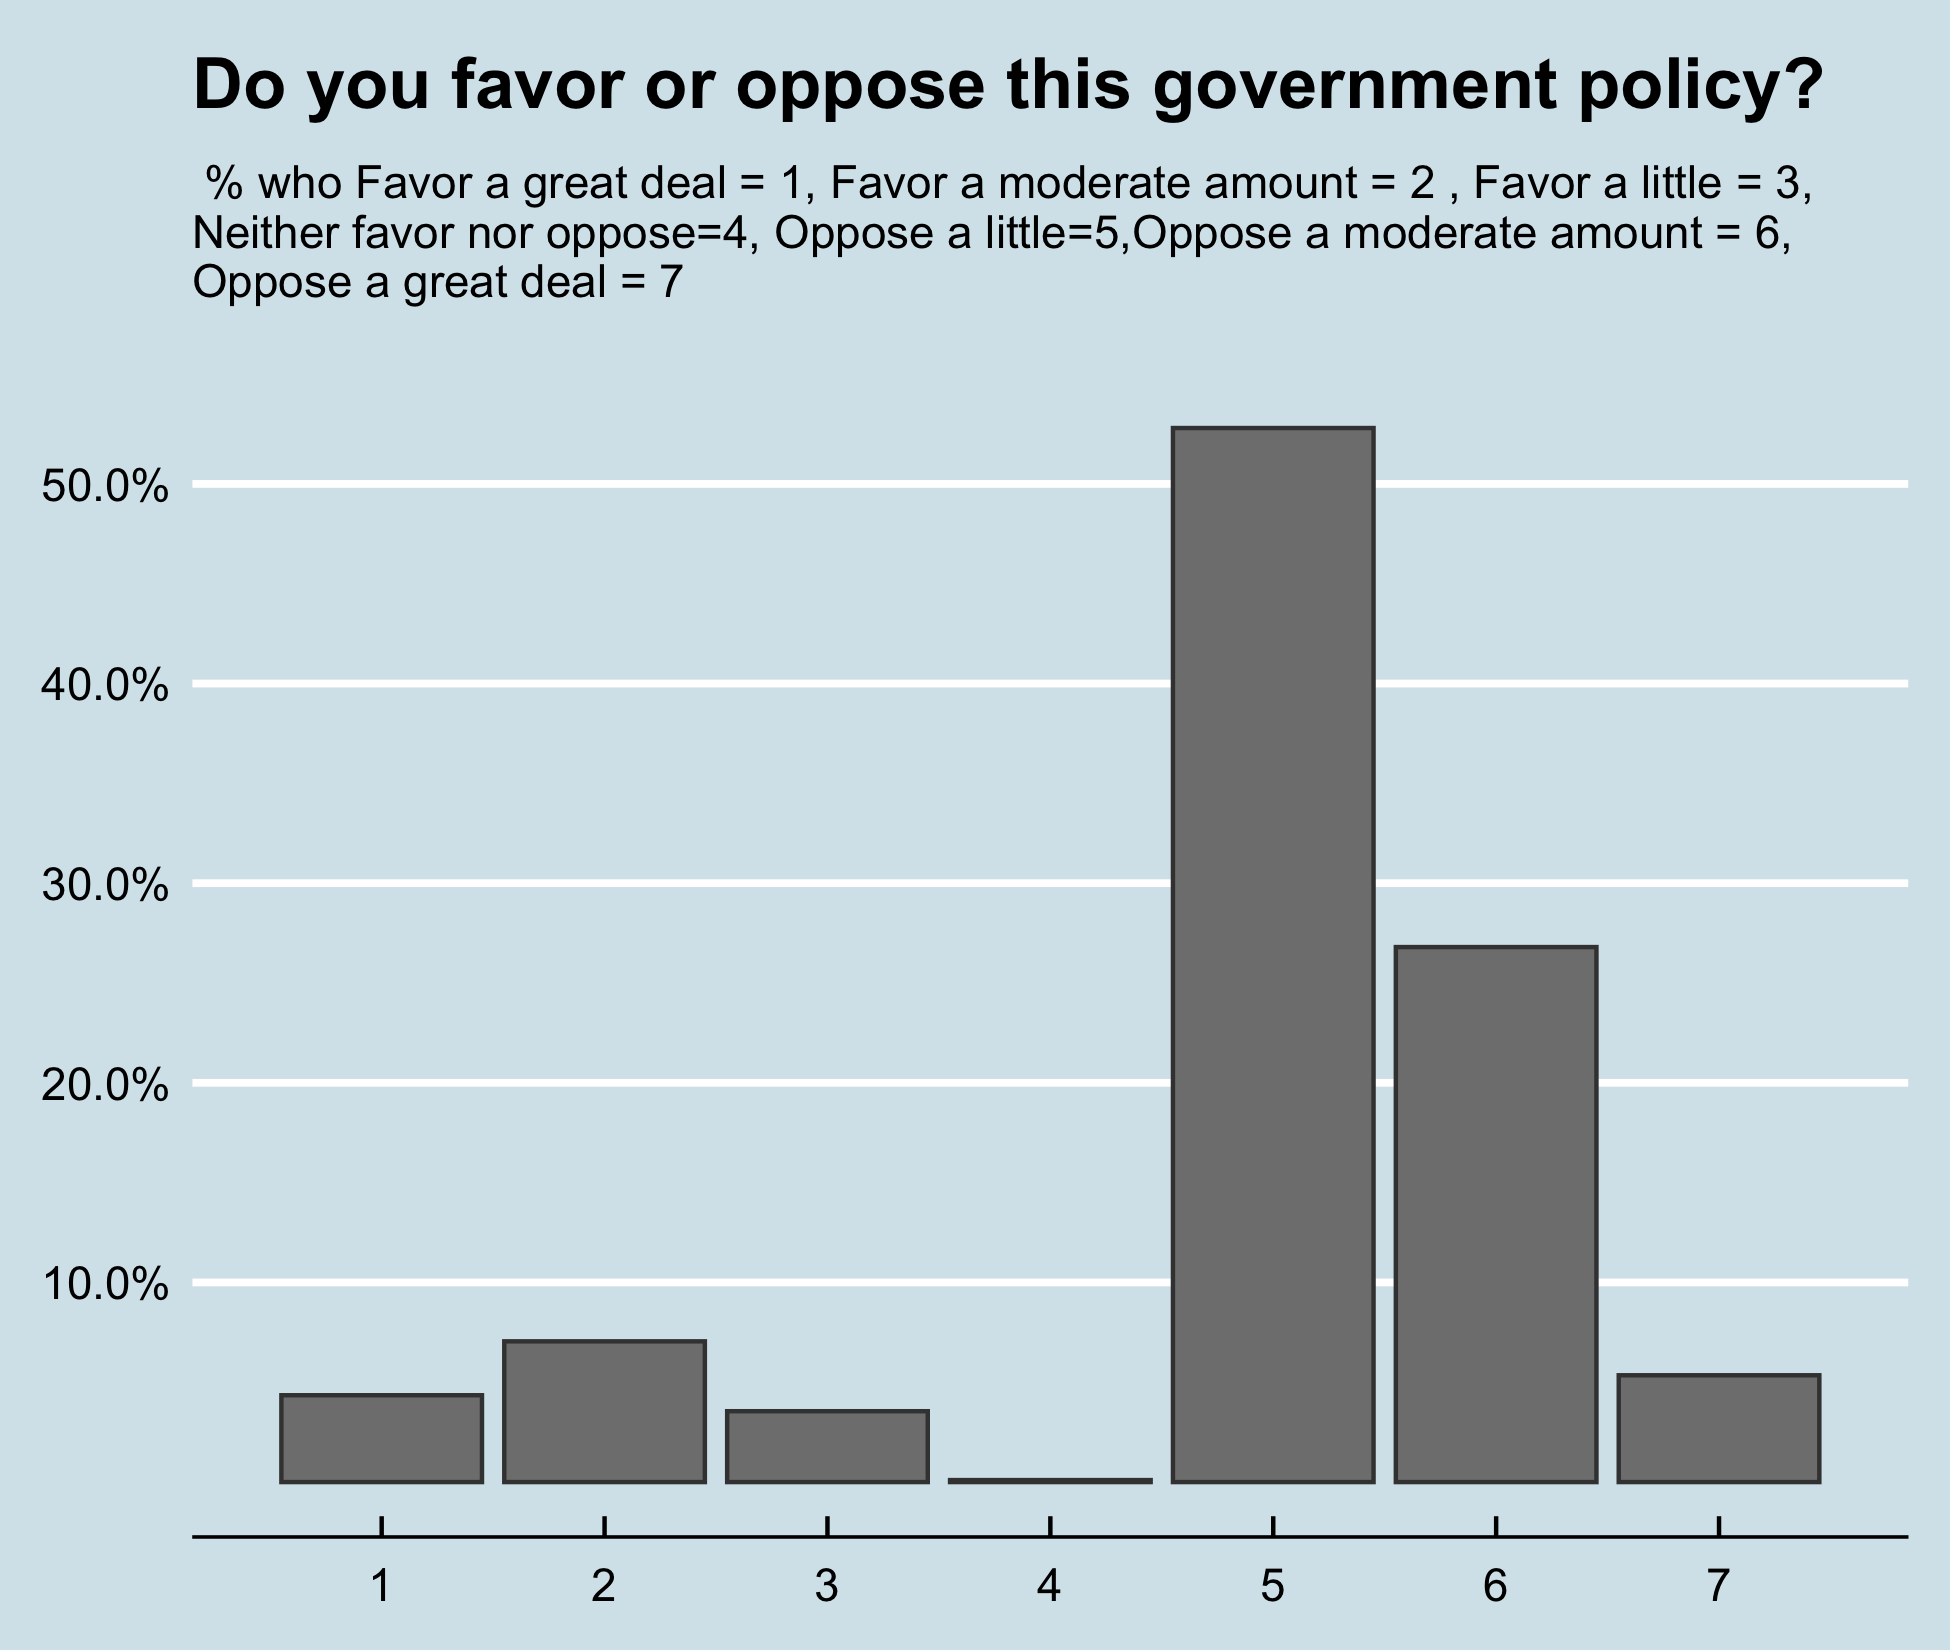 Do you favor or oppose this government policy?
% who Favor a great deal = 1, Favor a moderate amount = 2 , Favor a little = 3,
Neither favor nor oppose=4, Oppose a little=5,Oppose a moderate amount = 6,
Oppose a great deal = 7
50.0%
40.0%
30.0%
20.0%
10.0%
1 2 3 4 5 6 7